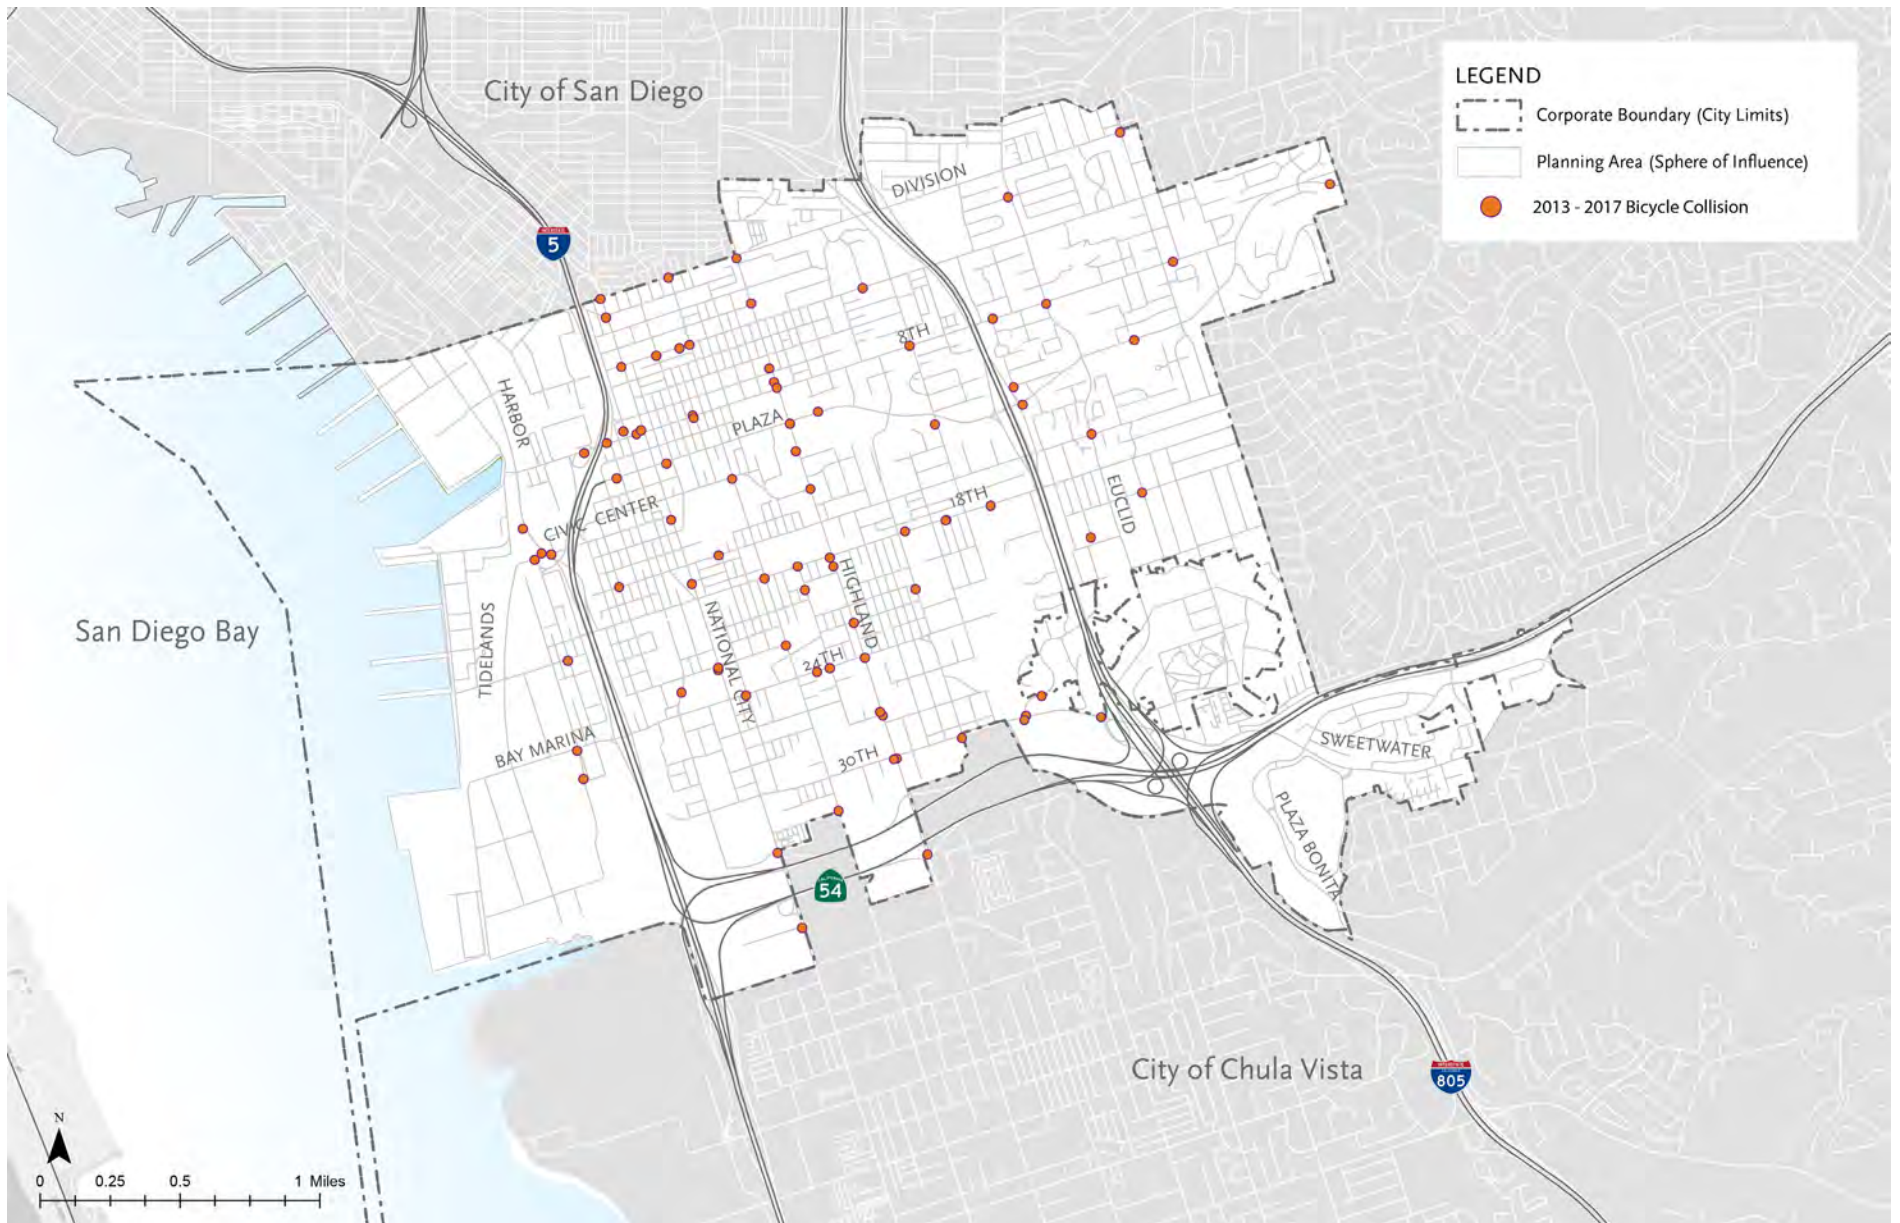 City of San Diego
LEGEND
Corporate Boundary (City Limits)
Planning Area (Sphere of Influence)
2013 - 2017 Bicycle Collision
DIVISION
5
8TH
HARBOR
PLAZA
EUCLID
18TH
CIVIC CENTER
HIGHLAND
San Diego Bay
TIDELANDS
NATIONAL CITY
24TH
BAY MARINA
30TH
SWEETWATER
PLAZA BONITA
54
City of Chula Vista
805
N
0 0.25 0.5 1 Miles